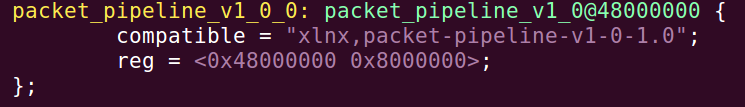 packet_pipeline_v1_0_0: packet_pipeline_v1_0@48000000 {
compatible = "xlnx,packet-pipeline-v1-0-1.0";
reg = <0x48000000 0x8000000>;
};